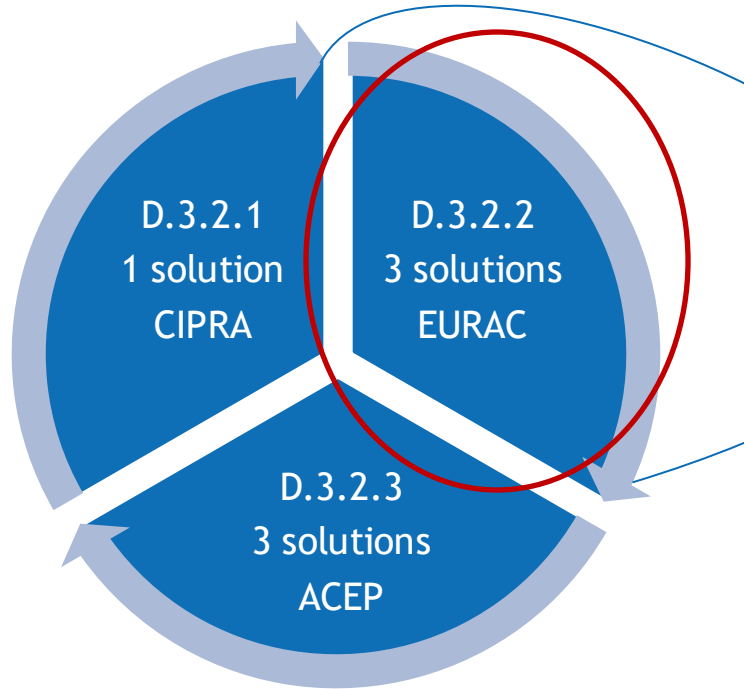 D.3.2.1
1 solution
CIPRA
D.3.2.2
3 solutions
EURAC
D.3.2.3
3 solutions
ACEP